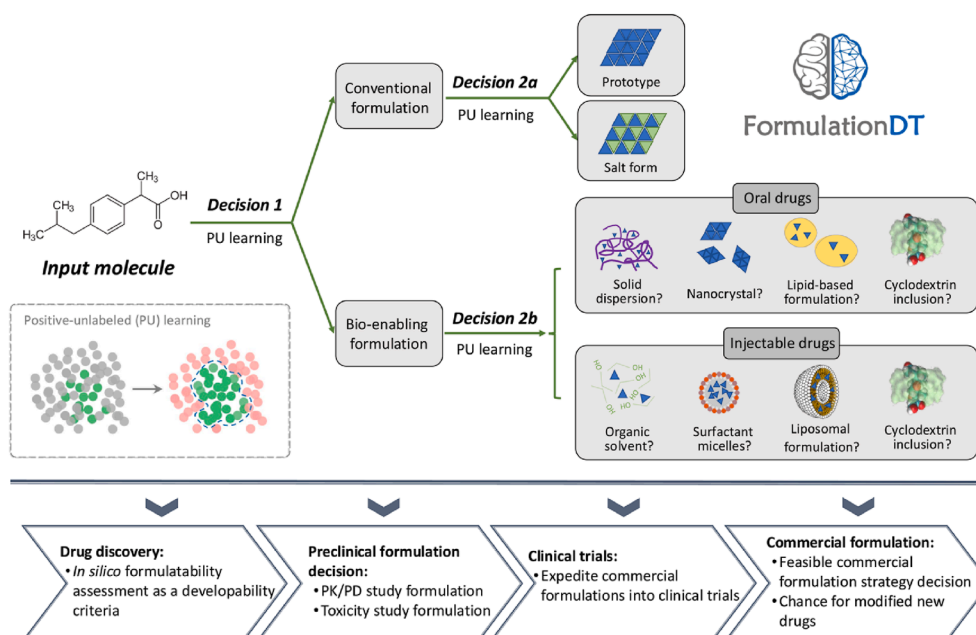 Conventional
formulation
Decision 2a
PU learning
Prototype
Salt form
FormulationDT
CH₃
OH
H₃C
O
CH₃
Input molecule
Decision 1
PU learning
Oral drugs
Solid
dispersion?
Nanocrystal?
Lipid-based
formulation?
Cyclodextrin
inclusion?
Positive-unlabeled (PU) learning
Bio-enabling
formulation
Decision 2b
PU learning
Injectable drugs
HO
OH
OH
HO
HO
HO
Organic
solvent?
Surfactant
micelles?
Liposomal
formulation?
Cyclodextrin
inclusion?
Drug discovery:
• In silico formulatability
assessment as a developability
criteria
Preclinical formulation
decision:
• PK/PD study formulation
• Toxicity study formulation
Clinical trials:
• Expedite commercial
formulations into clinical trials
Commercial formulation:
• Feasible commercial
formulation strategy decision
• Chance for modified new
drugs